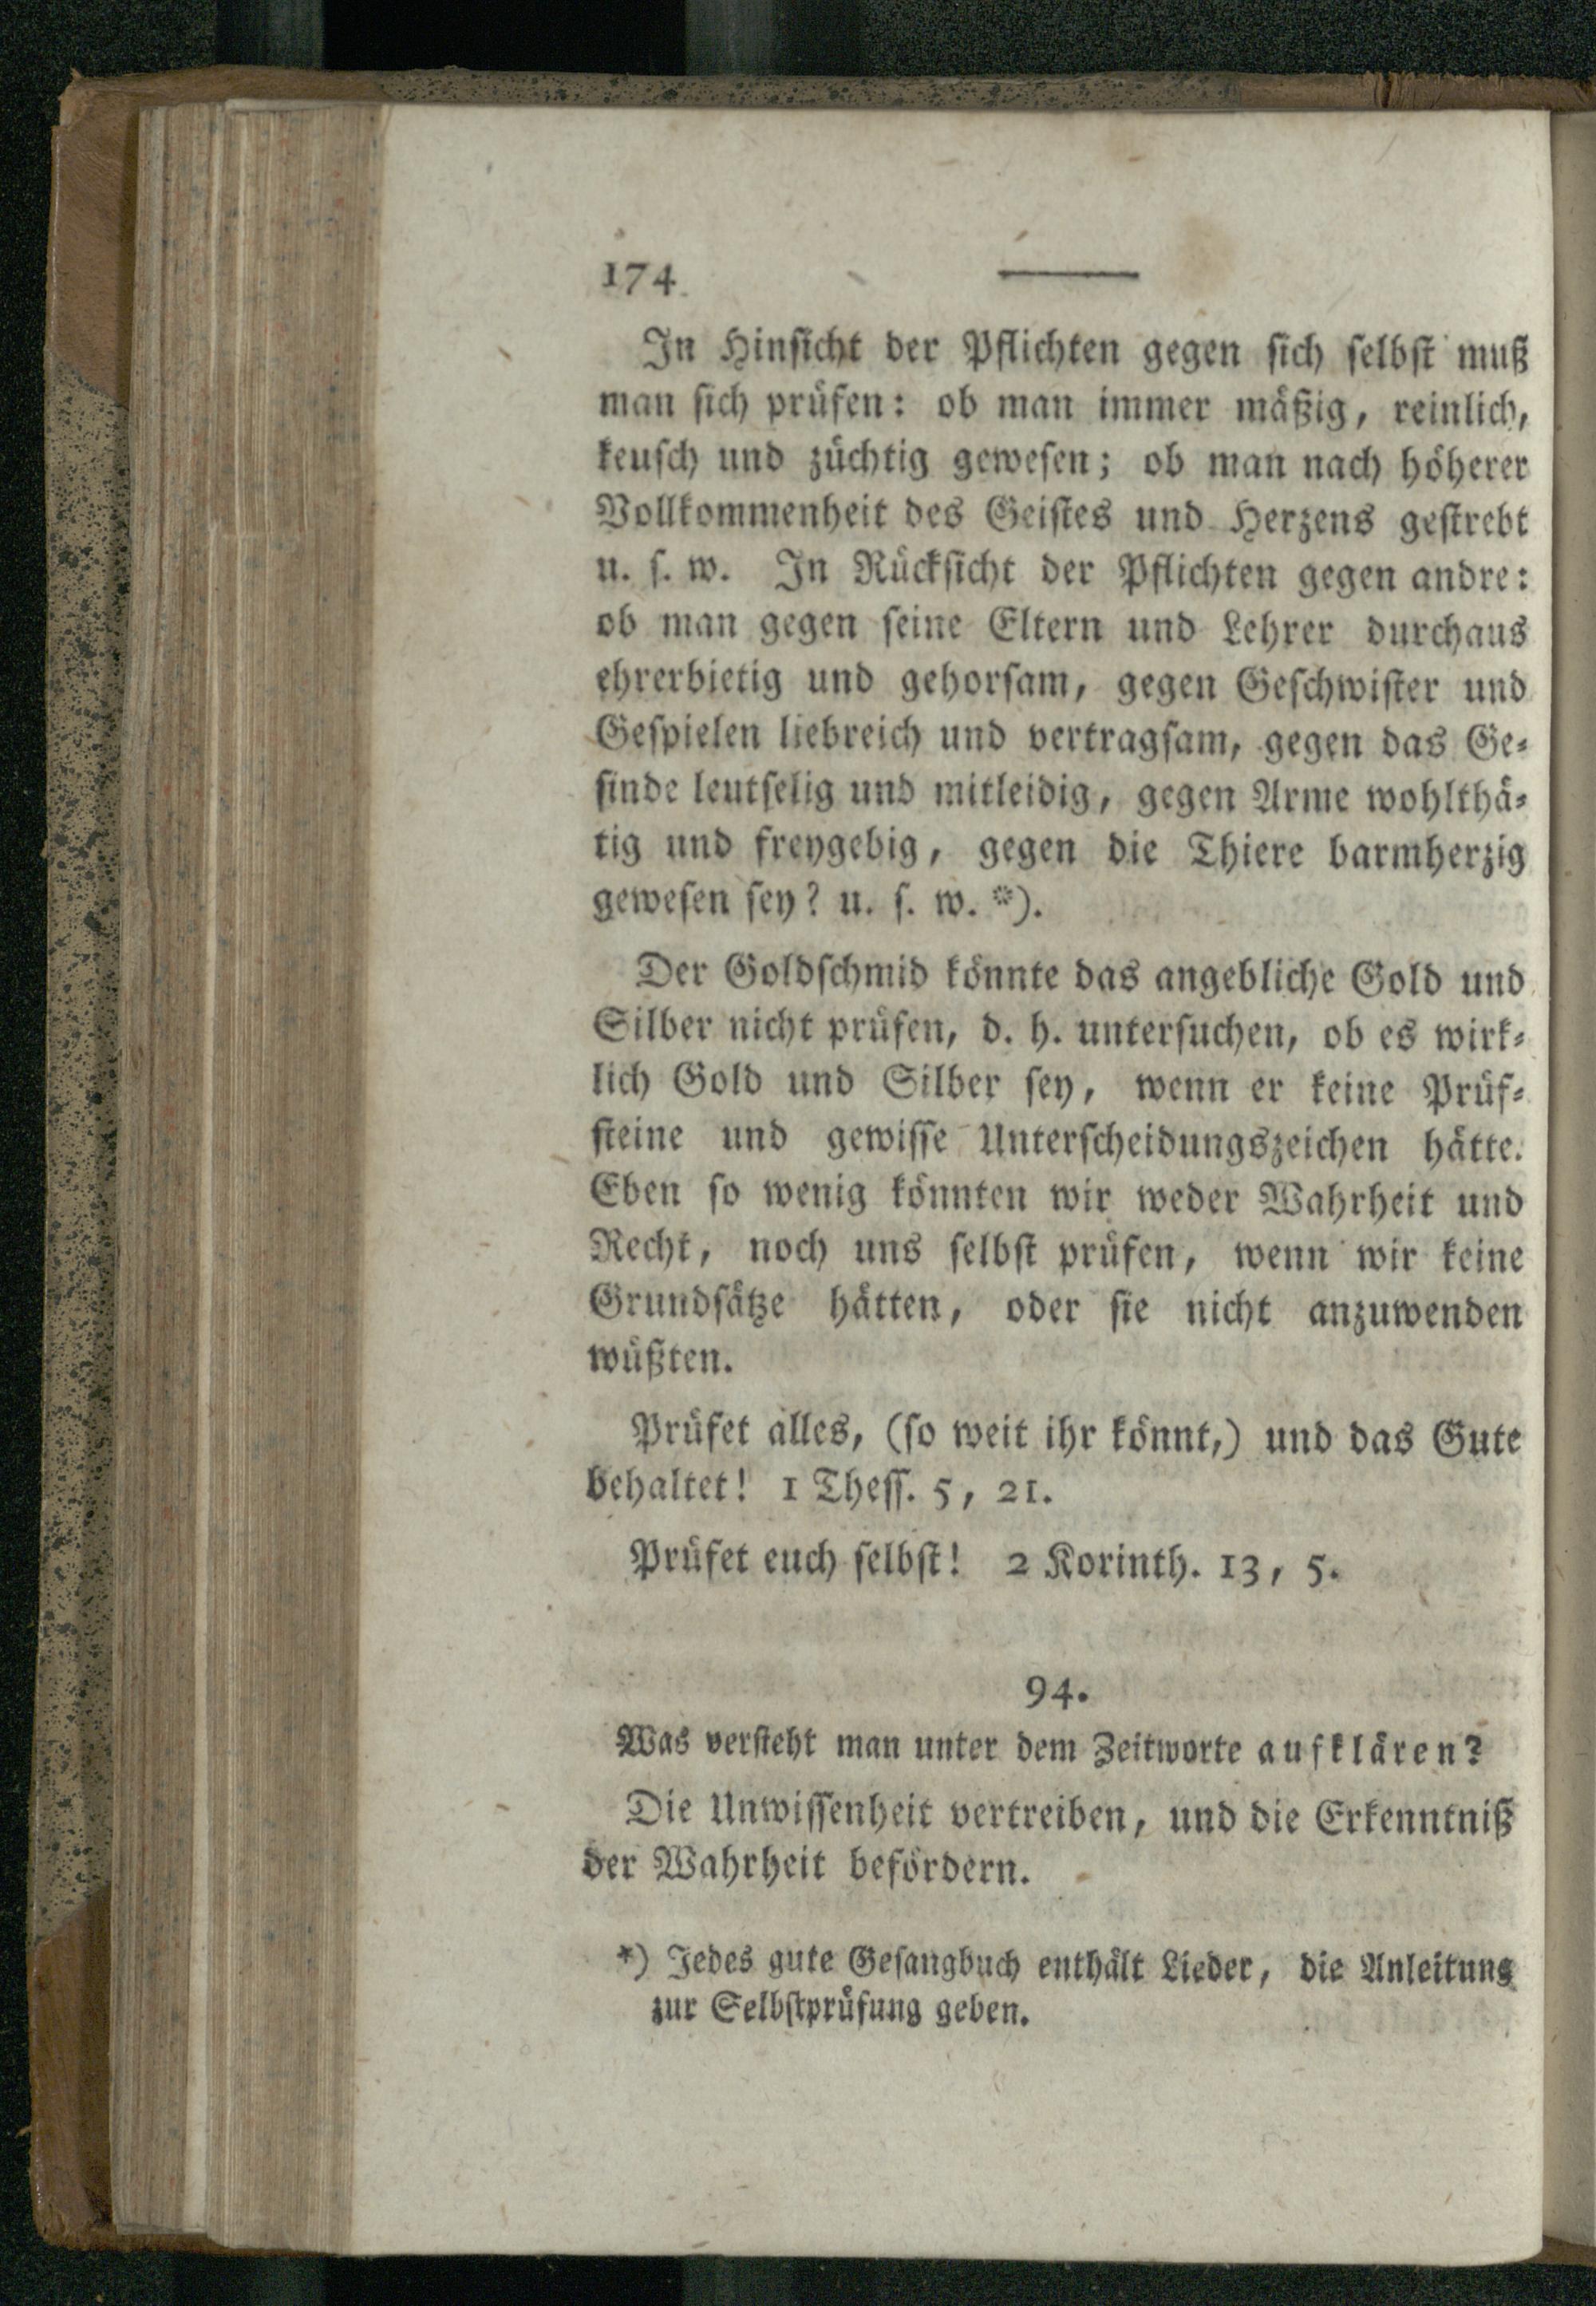 174
In Hinsicht der Pflichten gegen sich selbst muß
man sich prüfen: ob man immer mäßig, reinlich,
keusch und züchtig gewesen; ob man nach höherer
Vollkommenheit des Geistes und Herzens gestrebt
u. s. w. In Rücksicht der Pflichten gegen andre:
ob man gegen seine Eltern und Lehrer durchaus
ehrerbietig und gehorsam, gegen Geschwister und
Gespielen liebreich und vertragsam, gegen das Ge-
sinde leutselig und mitleidig, gegen Arme wohlthä-
tig und freygebig, gegen die Thiere barmherzig
gewesen sey? u. s. w. *).
Der Goldschmid könnte das angebliche Gold und
Silber nicht prüfen, d. h. untersuchen, ob es wirk-
lich Gold und Silber sey, wenn er keine Prüf-
steine und gewisse Unterscheidungszeichen hätte.
Eben so wenig könnten wir weder Wahrheit und
Recht, noch uns selbst prüfen, wenn wir keine
Grundsätze hätten, oder sie nicht anzuwenden
wüßten.
Prüfet alles, (so weit ihr könnt,) und das Gute
behaltet! 1 Thess. 5, 21.
Prüfet euch selbst! 2 Korinth. 13, 5.
94.
Was versteht man unter dem Zeitworte aufklären?
Die Unwissenheit vertreiben, und die Erkenntniß
der Wahrheit befördern.
*) Jedes gute Gesangbuch enthält Lieder, die Anleitung
zur Selbstprüfung geben.